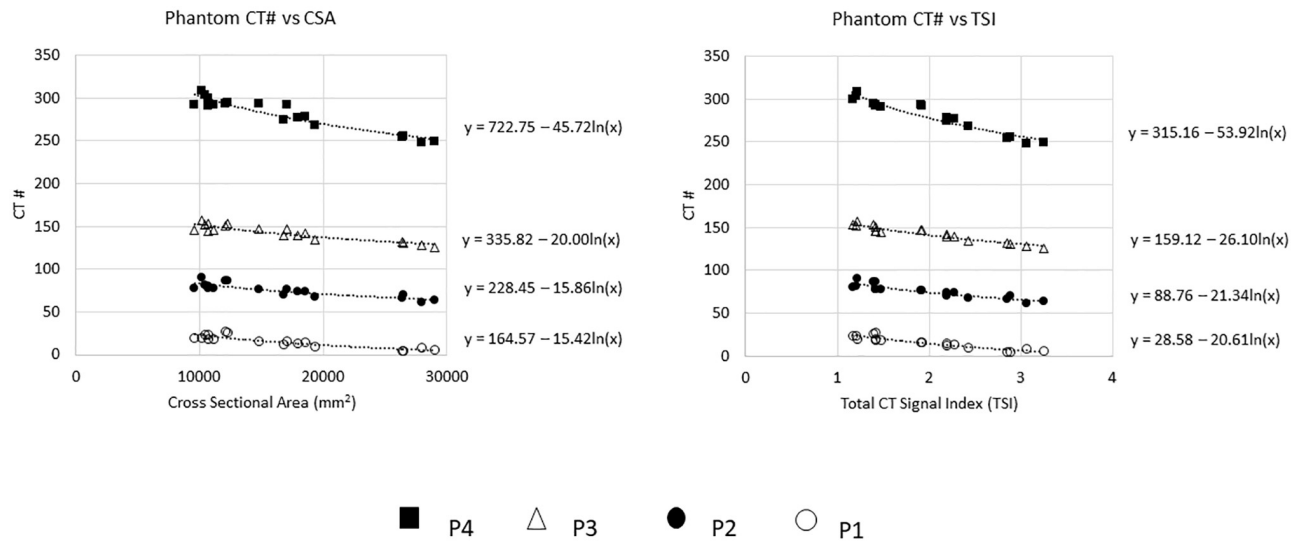 Phantom CT# vs CSA
350
300
250
200
150
100
50
0
CT #
0
10000
20000
30000
Cross Sectional Area (mm²)
y = 722.75 – 45.72ln(x)
y = 335.82 – 20.00ln(x)
y = 228.45 – 15.86ln(x)
y = 164.57 – 15.42ln(x)
Phantom CT# vs TSI
350
300
250
200
150
100
50
0
CT #
0
1
2
3
4
Total CT Signal Index (TSI)
y = 315.16 – 53.92ln(x)
y = 159.12 – 26.10ln(x)
y = 88.76 – 21.34ln(x)
y = 28.58 – 20.61ln(x)
P4
P3
P2
P1